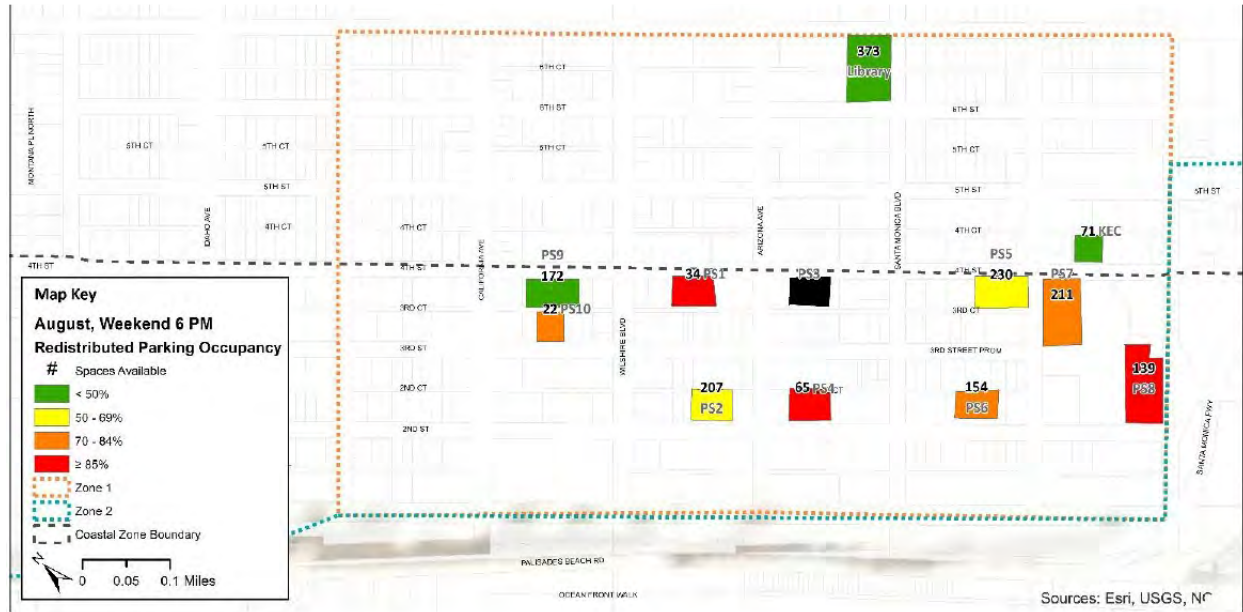 373
Library
6TH CT
6TH ST
6TH ST
5TH CT
5TH CT
5TH CT
5TH CT
MONTANA PL NORTH
5TH ST
5TH ST
5TH ST
IDAHO AVE
4TH CT
4TH CT
4TH CT
CALIFORNIA AVE
ARIZONA AVE
SANTA MONICA BLVD
71 KEC
4TH ST
4TH ST
4TH ST
PS9
172
34 PS1
PS3
PS5
230
PS7
211
22 PS10
3RD CT
3RD CT
3RD ST
3RD STREET PROM
WILSHIRE BLVD
2ND CT
207
PS2
65 PS4 CT
154
PS6
139
PS8
2ND ST
SANTA MONICA FWY
Map Key
August, Weekend 6 PM
Redistributed Parking Occupancy
# Spaces Available
< 50%
50 - 69%
70 - 84%
≥ 85%
Zone 1
Zone 2
Coastal Zone Boundary
N
0 0.05 0.1 Miles
PALISADES BEACH RD
OCEAN FRONT WALK
Sources: Esri, USGS, NC